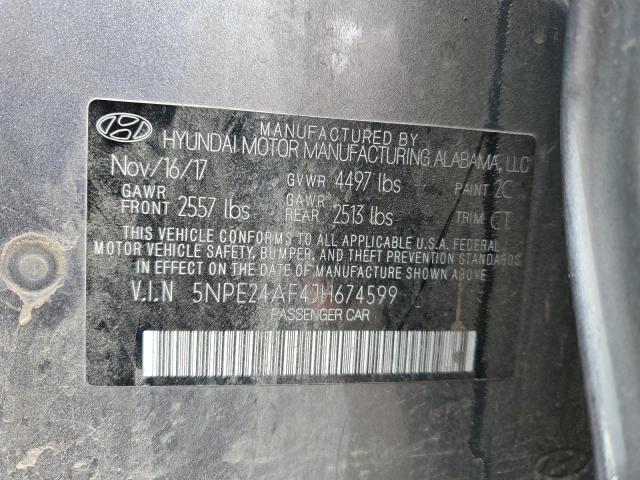 MANUFACTURED BY
HYUNDAI MOTOR MANUFACTURING ALABAMA, LLC
Nov/16/17 GVWR 4497 lbs PAINT 2C
GAWR FRONT 2557 lbs GAWR REAR 2513 lbs TRIM CT
THIS VEHICLE CONFORMS TO ALL APPLICABLE U.S.A. FEDERAL
MOTOR VEHICLE SAFETY, BUMPER, AND THEFT PREVENTION STANDARDS
IN EFFECT ON THE DATE OF MANUFACTURE SHOWN ABOVE.
V.I.N 5NPE24AF4JH674599
PASSENGER CAR